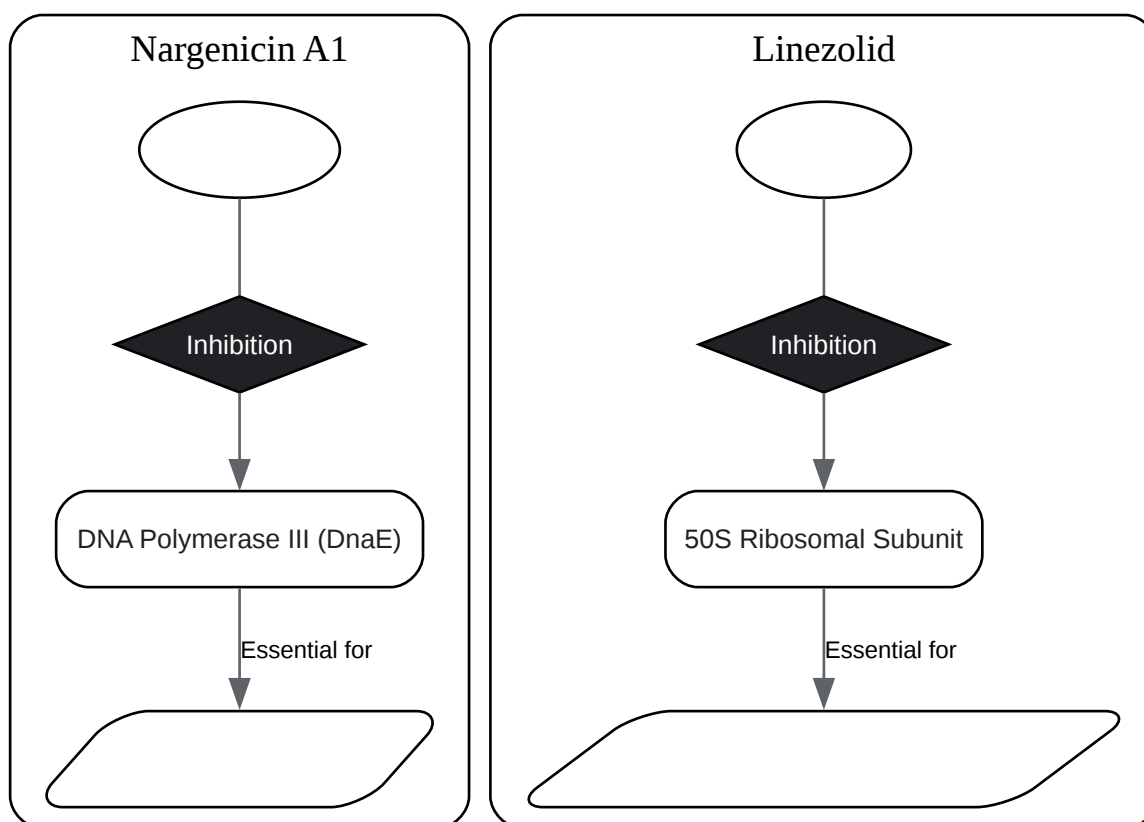 Nargenicin A1
Inhibition
DNA Polymerase III (DnaE)
Essential for
Linezolid
Inhibition
50S Ribosomal Subunit
Essential for